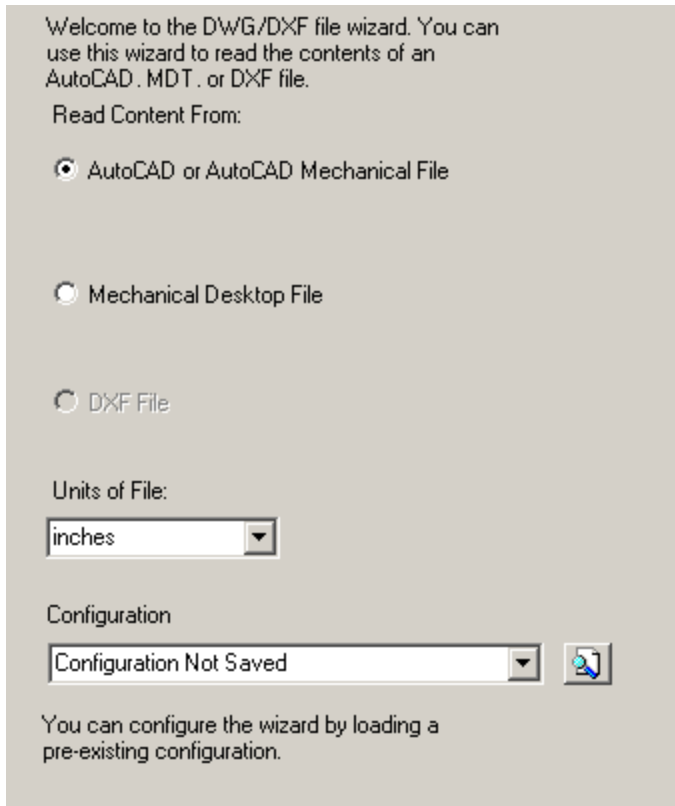 Welcome to the DWG/DXF file wizard. You can
use this wizard to read the contents of an
AutoCAD, MDT, or DXF file.
Read Content From:
AutoCAD or AutoCAD Mechanical File
Mechanical Desktop File
DXF File
Units of File:
inches
Configuration
Configuration Not Saved
You can configure the wizard by loading a
pre-existing configuration.